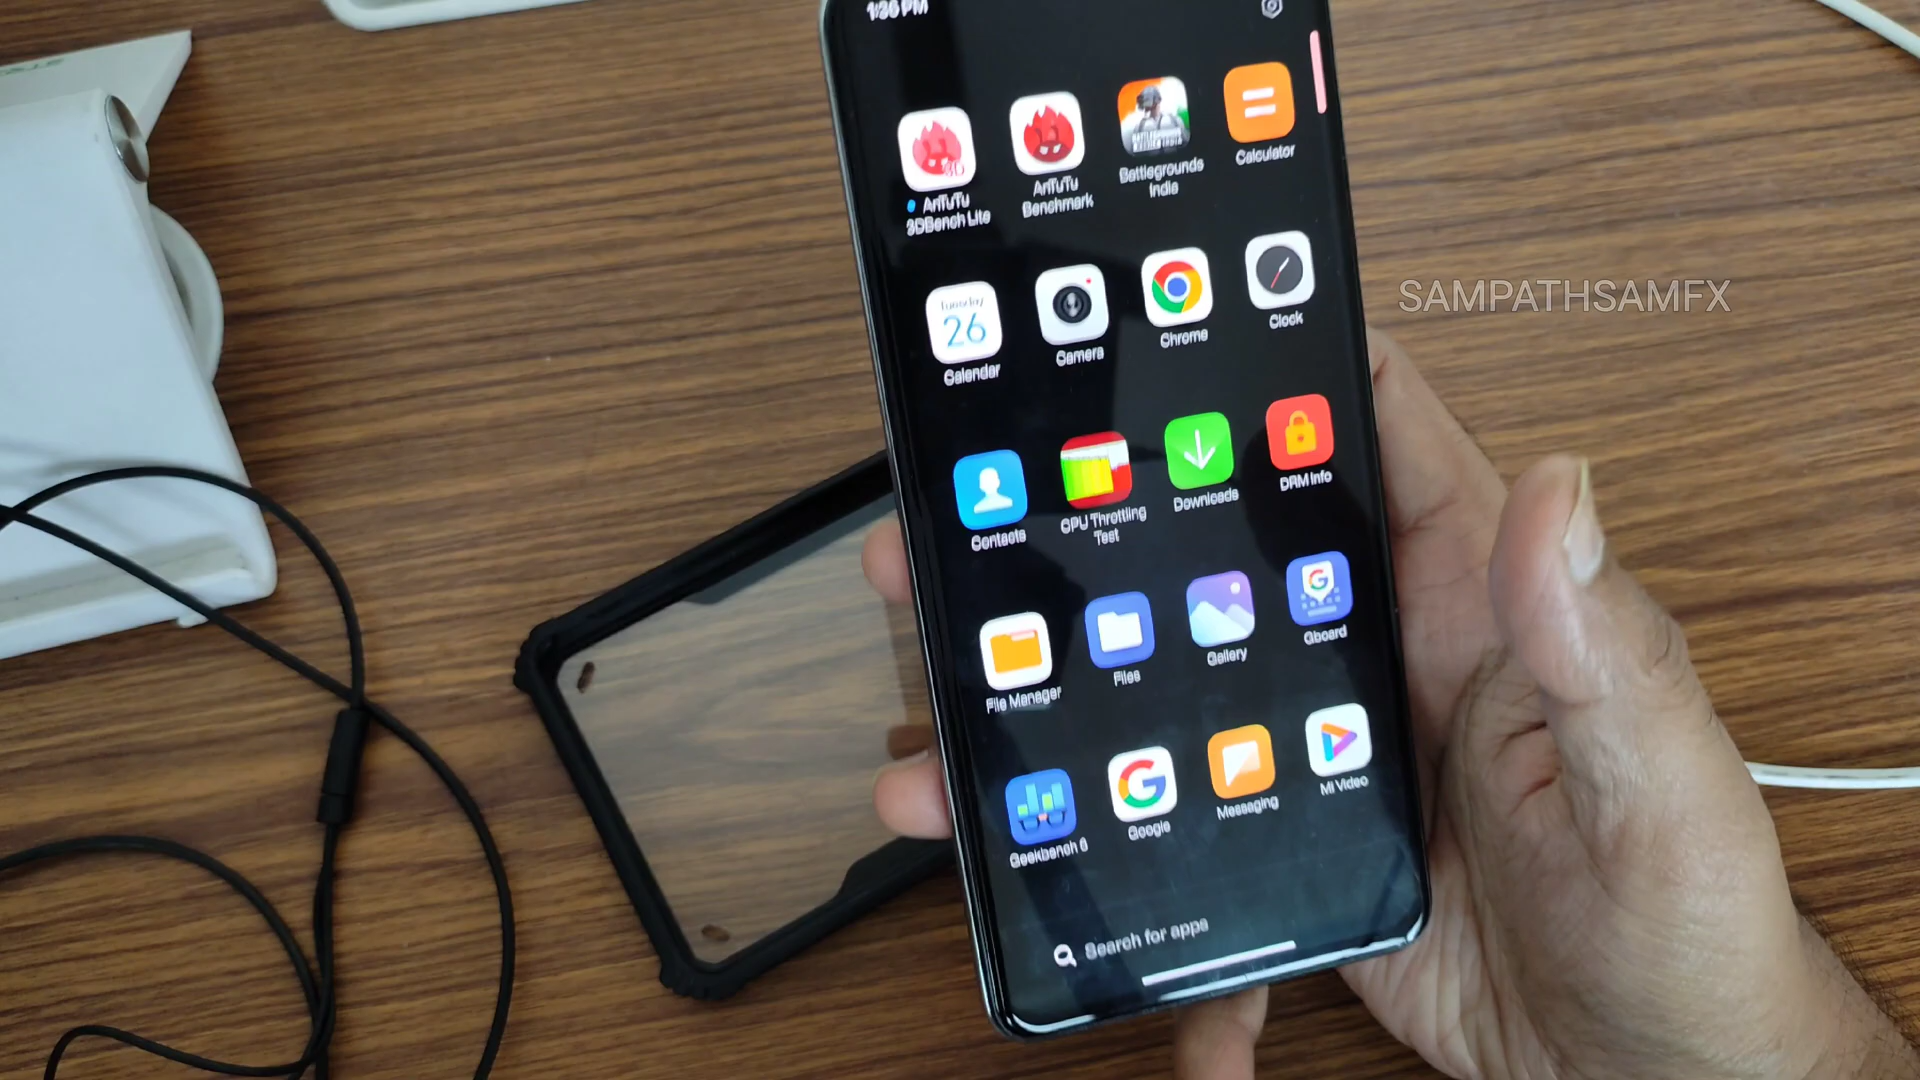 1:36 PM
AnTuTu
3DBench Lite
AnTuTu
Benchmark
Battlegrounds
India
Calculator
Tuesday
26
Calendar
Camera
Chrome
Clock
SAMPATHSAMFX
Contacts
CPU Throttling
Test
Downloads
DRM Info
File Manager
Files
Gallery
Gboard
Geekbench 6
Google
Messaging
Mi Video
Search for apps